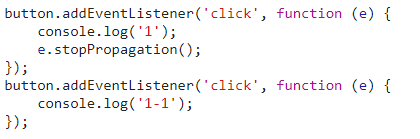 button.addEventListener('click', function (e) {
    console.log('1');
    e.stopPropagation();
});
button.addEventListener('click', function (e) {
    console.log('1-1');
});